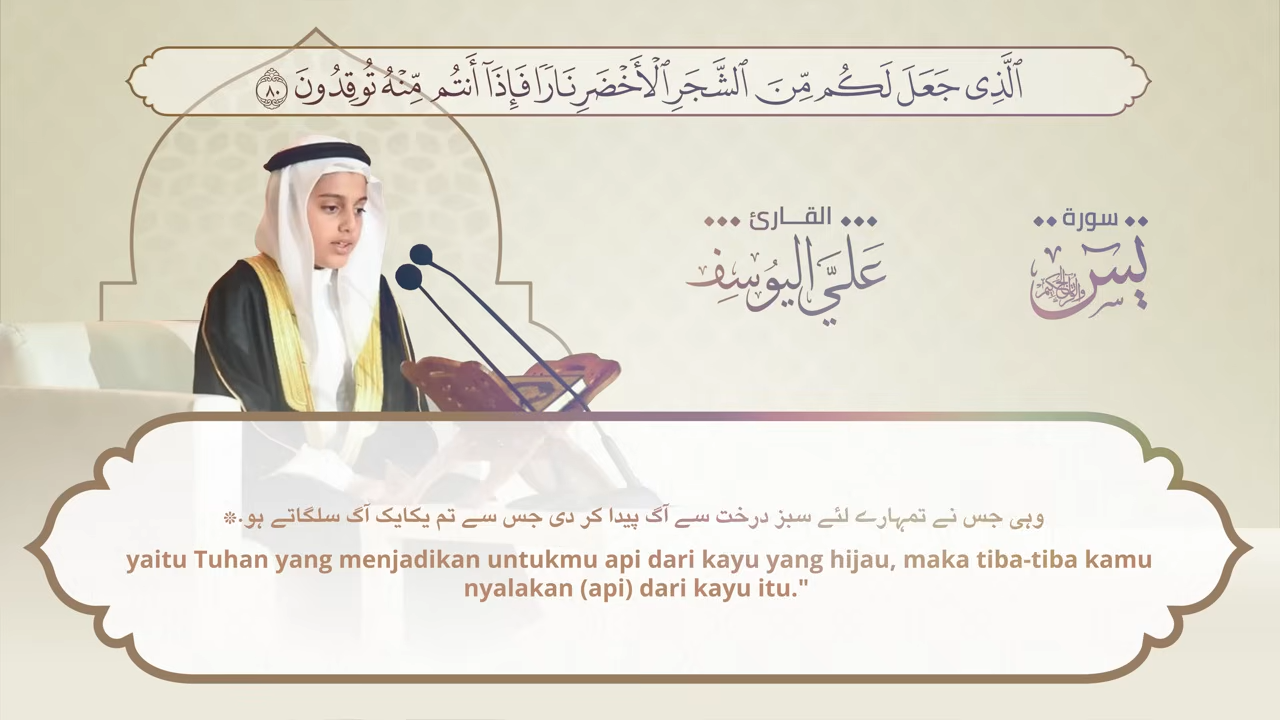 ٱلَّذِى جَعَلَ لَكُم مِّنَ ٱلشَّجَرِ ٱلْأَخْضَرِ نَارًا فَإِذَآ أَنتُم مِّنْهُ تُوقِدُونَ ٨٠
سورة
يسٓ
القارئ
عَلي اليُوسِف
وہی جس نے تمہارے لئے سبز درخت سے آگ پیدا کر دی جس سے تم یکایک آگ سلگاتے ہو.※
yaitu Tuhan yang menjadikan untukmu api dari kayu yang hijau, maka tiba-tiba kamu
nyalakan (api) dari kayu itu."